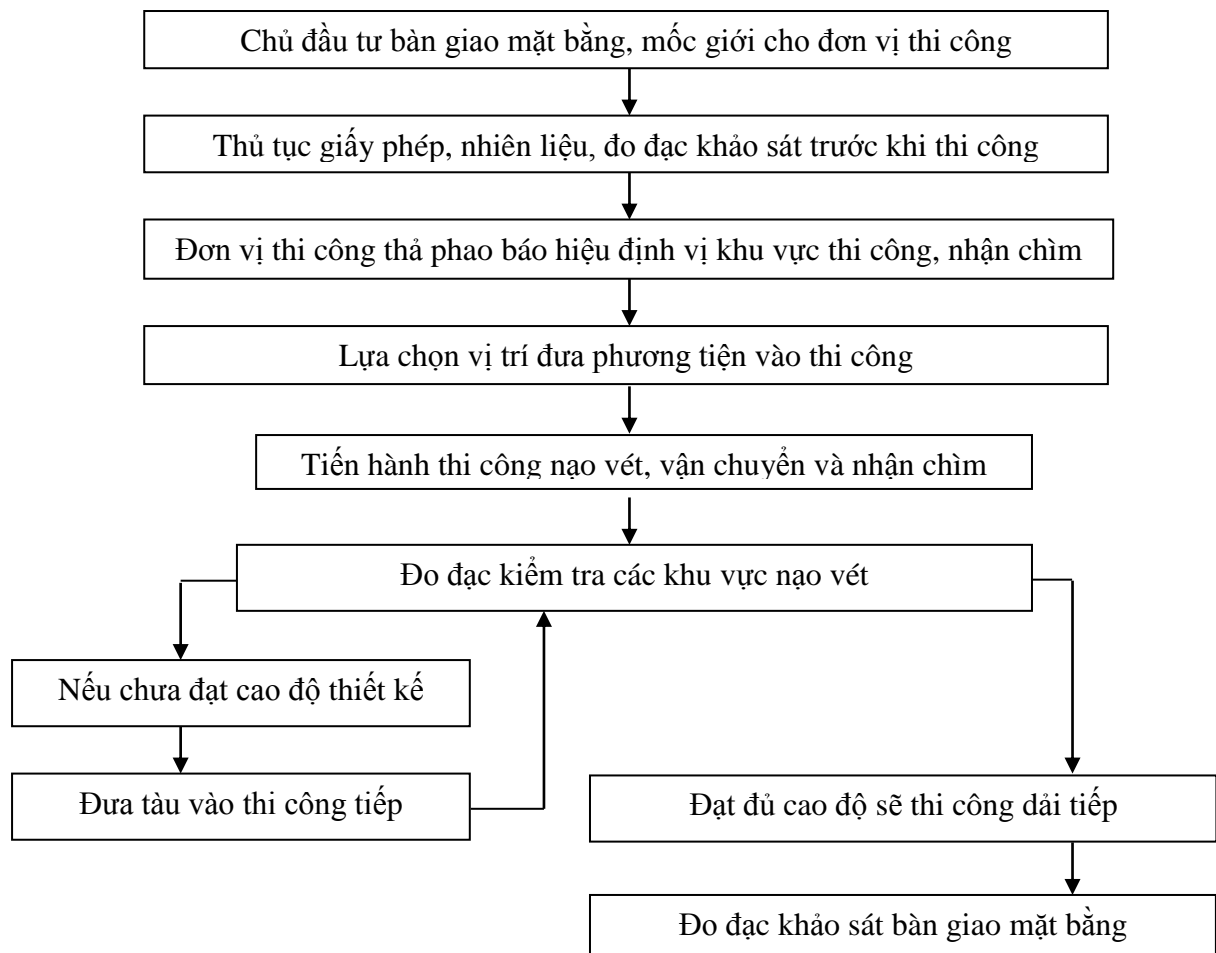 Chủ đầu tư bàn giao mặt bằng, mốc giới cho đơn vị thi công
Thủ tục giấy phép, nhiên liệu, đo đạc khảo sát trước khi thi công
Đơn vị thi công thả phao báo hiệu định vị khu vực thi công, nhận chìm
Lựa chọn vị trí đưa phương tiện vào thi công
Tiến hành thi công nạo vét, vận chuyển và nhận chìm
Đo đạc kiểm tra các khu vực nạo vét
Nếu chưa đạt cao độ thiết kế
Đưa tàu vào thi công tiếp
Đạt đủ cao độ sẽ thi công dải tiếp
Đo đạc khảo sát bàn giao mặt bằng